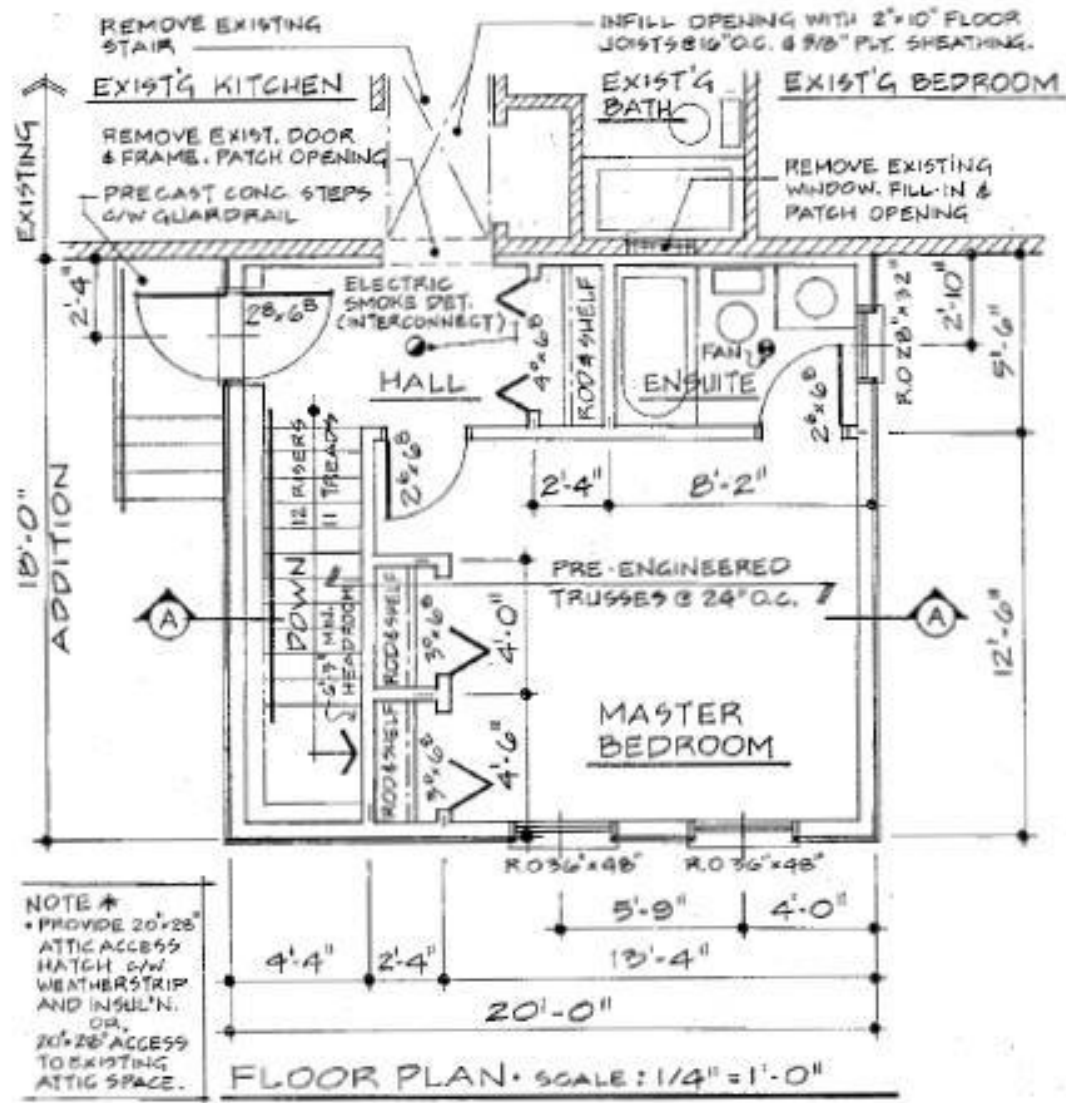 REMOVE EXISTING
STAIR
INFILL OPENING WITH 2"x10" FLOOR
JOISTS @ 16" O.C. & 5/8" PLY. SHEATHING.
EXIST'G KITCHEN
EXIST'G
BATH
EXIST'G BEDROOM
REMOVE EXIST. DOOR
& FRAME. PATCH OPENING
REMOVE EXISTING
WINDOW. FILL-IN &
PATCH OPENING
PRECAST CONC STEPS
C/W GUARDRAIL
EXISTING
2'-4"
2⁸x6⁸
ELECTRIC
SMOKE DET.
(INTERCONNECT)
4⁰x6⁸
ROD & SHELF
FAN
R.O 28"x32"
2'-10"
5'-6"
HALL
ENSUITE
2⁶x6⁸
12 RISERS
11 TREADS
2⁶x6⁸
2'-4"
8'-2"
18'-0"
ADDITION
PRE-ENGINEERED
TRUSSES @ 24" O.C.
A
DOWN
6'-7" MIN.
HEADROOM
ROD & SHELF
3⁰x6⁸
4'-0"
A
12'-6"
MASTER
BEDROOM
ROD & SHELF
3⁰x6⁸
4'-6"
R.O 36"x48"
R.O 36"x48"
5'-9"
4'-0"
4'-4"
2'-4"
13'-4"
20'-0"
NOTE *
• PROVIDE 20"x28"
ATTIC ACCESS
HATCH C/W
WEATHERSTRIP
AND INSUL'N.
OR,
20"x28" ACCESS
TO EXISTING
ATTIC SPACE.
FLOOR PLAN • SCALE: 1/4" = 1'-0"